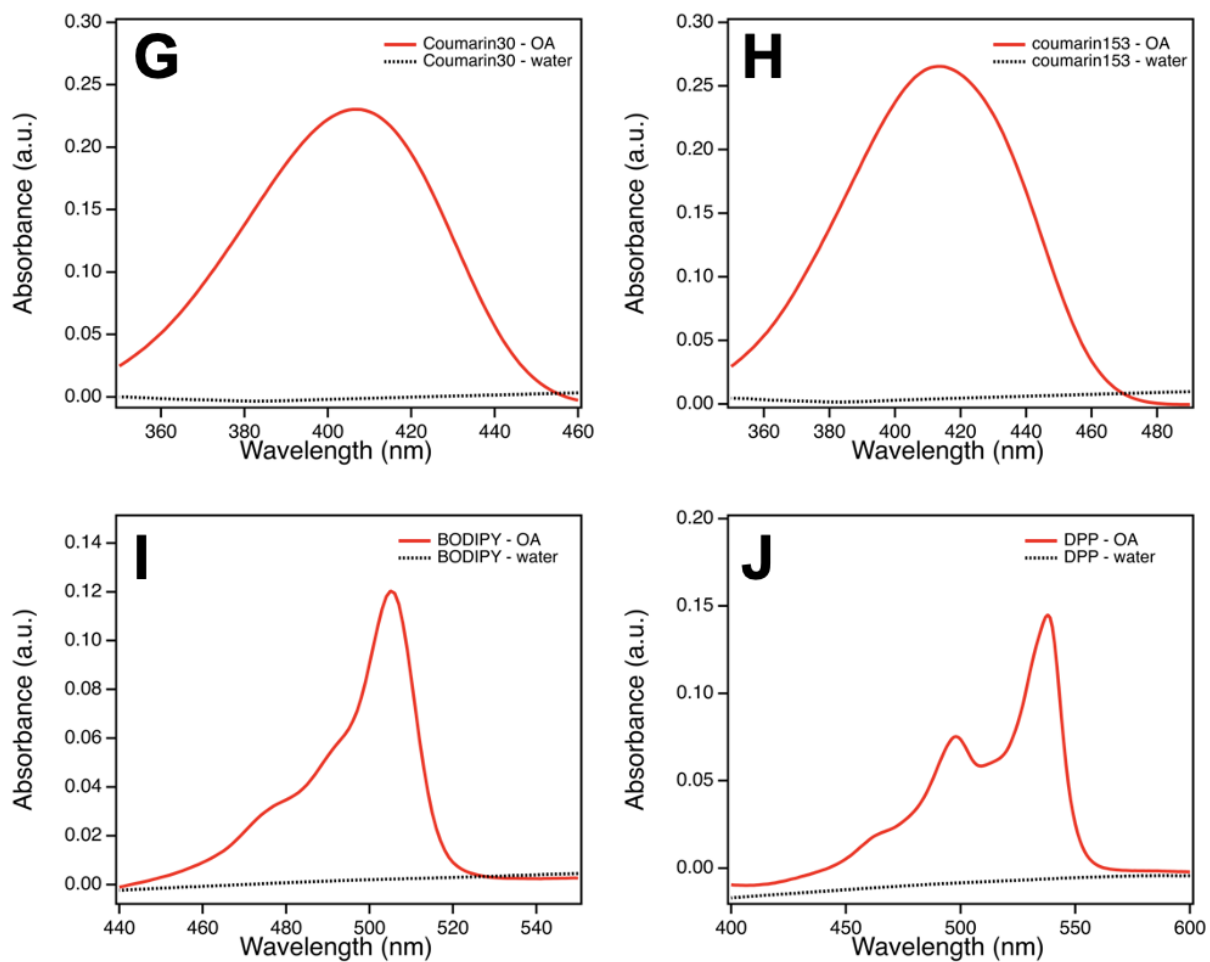 G
Coumarin30 - OA
Coumarin30 - water
Absorbance (a.u.)
0.30
0.25
0.20
0.15
0.10
0.05
0.00
360 380 400 420 440 460
Wavelength (nm)
H
coumarin153 - OA
coumarin153 - water
Absorbance (a.u.)
0.30
0.25
0.20
0.15
0.10
0.05
0.00
360 380 400 420 440 460 480
Wavelength (nm)
I
BODIPY - OA
BODIPY - water
Absorbance (a.u.)
0.14
0.12
0.10
0.08
0.06
0.04
0.02
0.00
440 460 480 500 520 540
Wavelength (nm)
J
DPP - OA
DPP - water
Absorbance (a.u.)
0.20
0.15
0.10
0.05
0.00
400 450 500 550 600
Wavelength (nm)